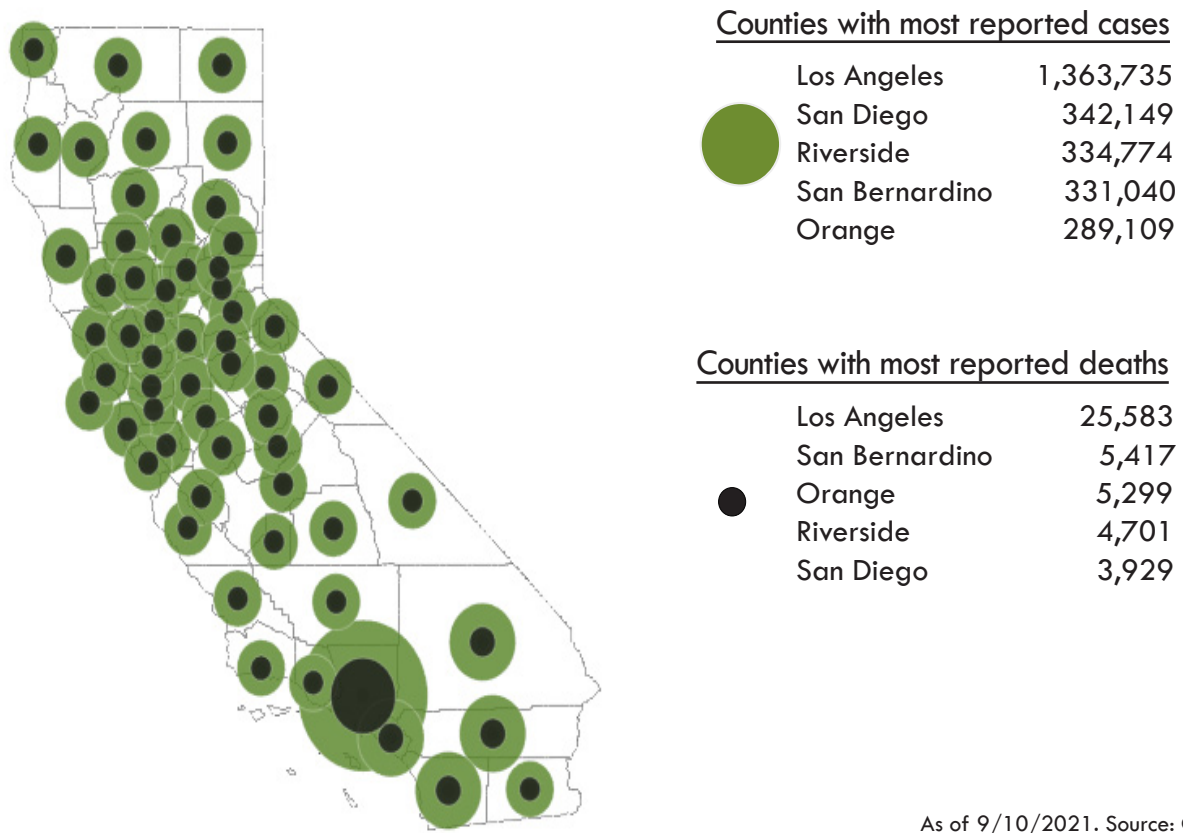 Counties with most reported cases
Los Angeles 1,363,735
San Diego 342,149
Riverside 334,774
San Bernardino 331,040
Orange 289,109
Counties with most reported deaths
Los Angeles 25,583
San Bernardino 5,417
Orange 5,299
Riverside 4,701
San Diego 3,929
As of 9/10/2021. Source: